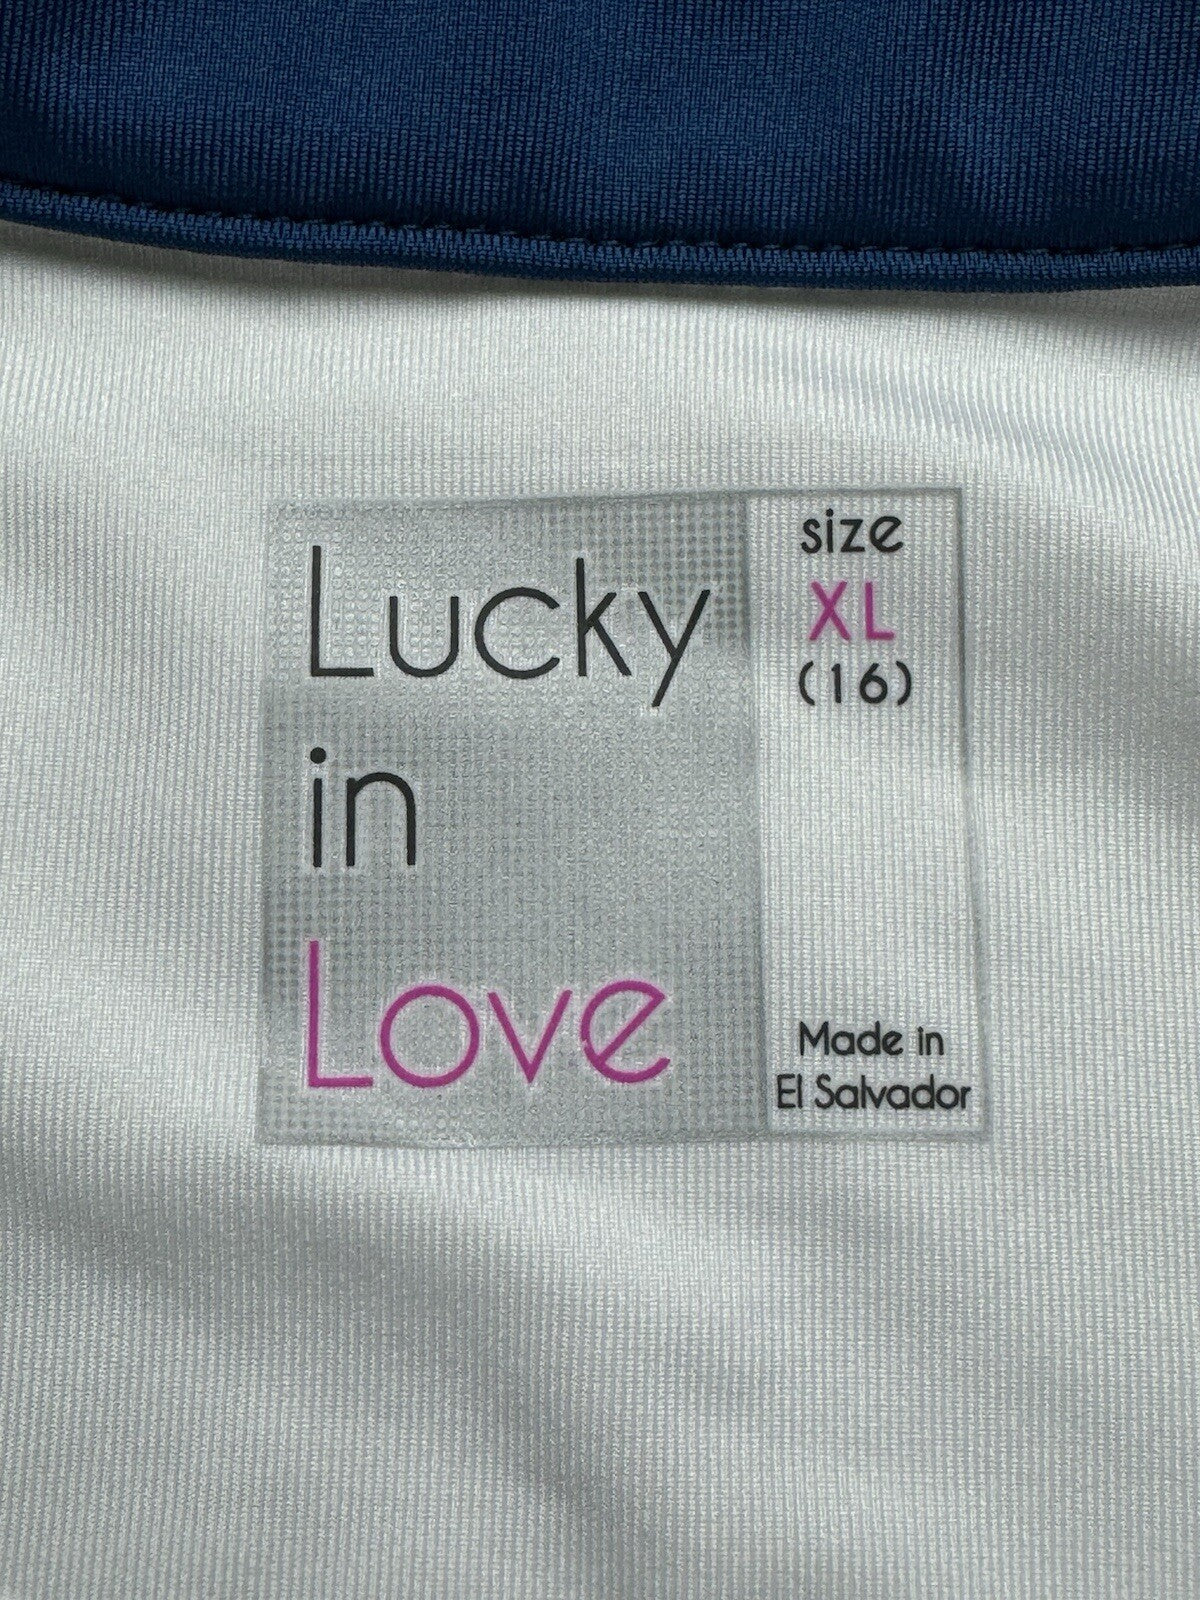 Lucky
in
Love
size
XL
(16)
Made in
El Salvador